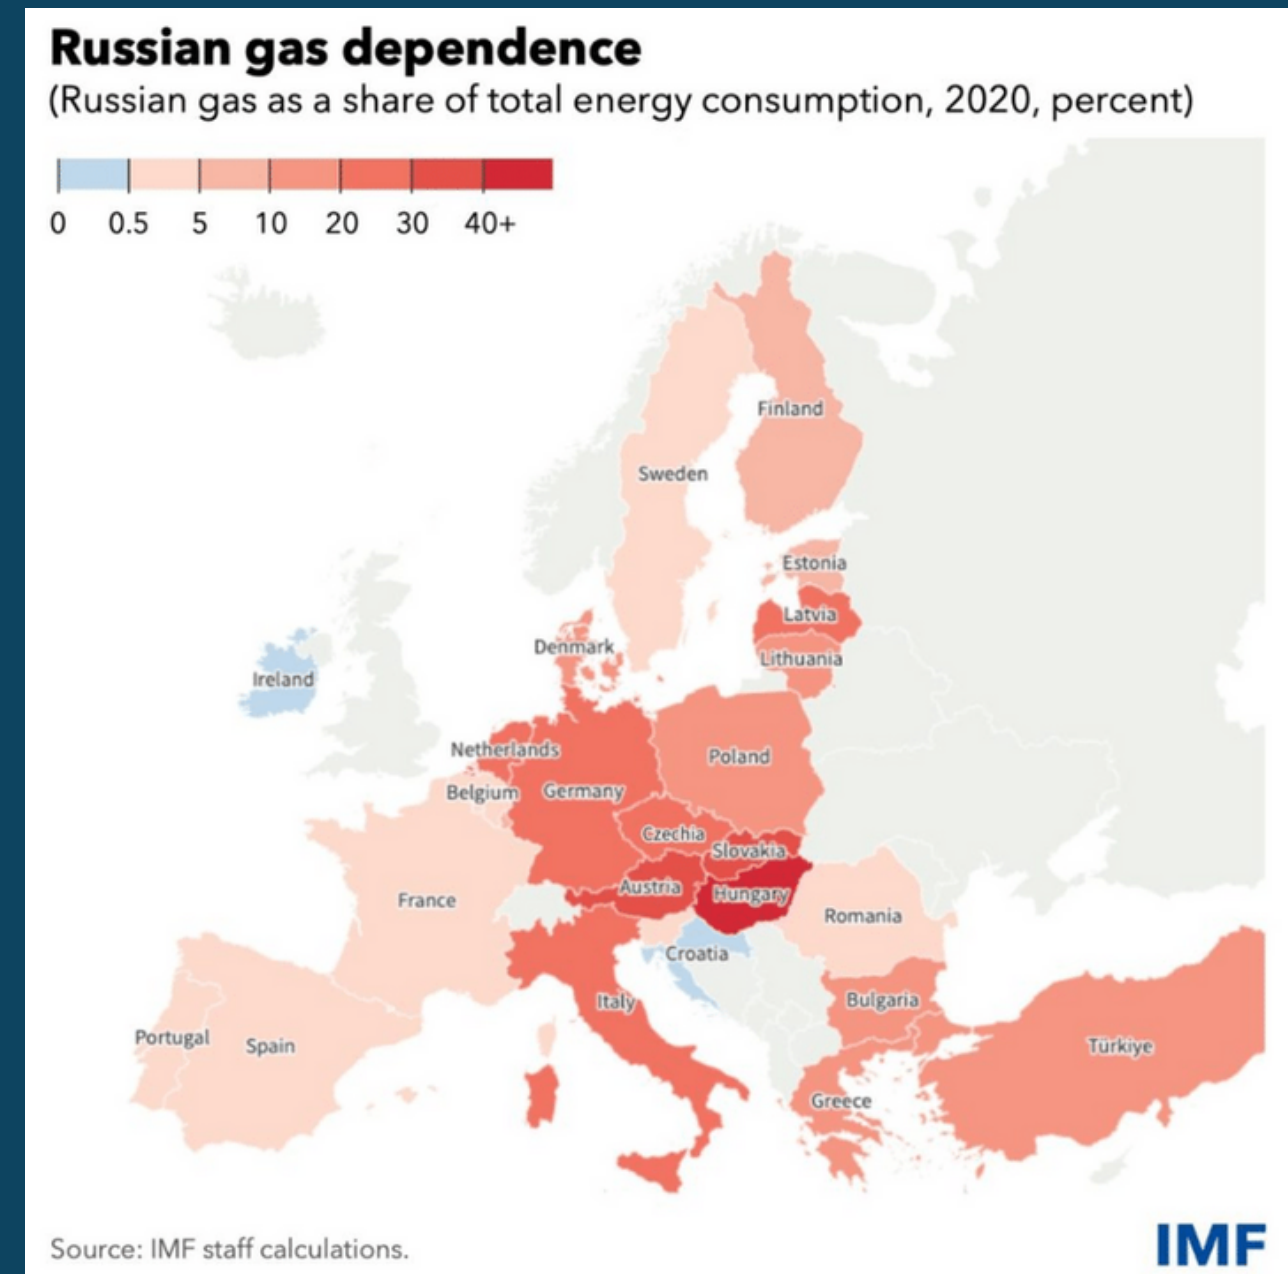 Russian gas dependence
(Russian gas as a share of total energy consumption, 2020, percent)
0 0.5 5 10 20 30 40+
Finland
Sweden
Estonia
Latvia
Denmark
Lithuania
Ireland
Netherlands
Poland
Belgium
Germany
Czechia
Slovakia
Austria
Hungary
France
Romania
Croatia
Italy
Bulgaria
Portugal
Spain
Türkiye
Greece
Source: IMF staff calculations.
IMF